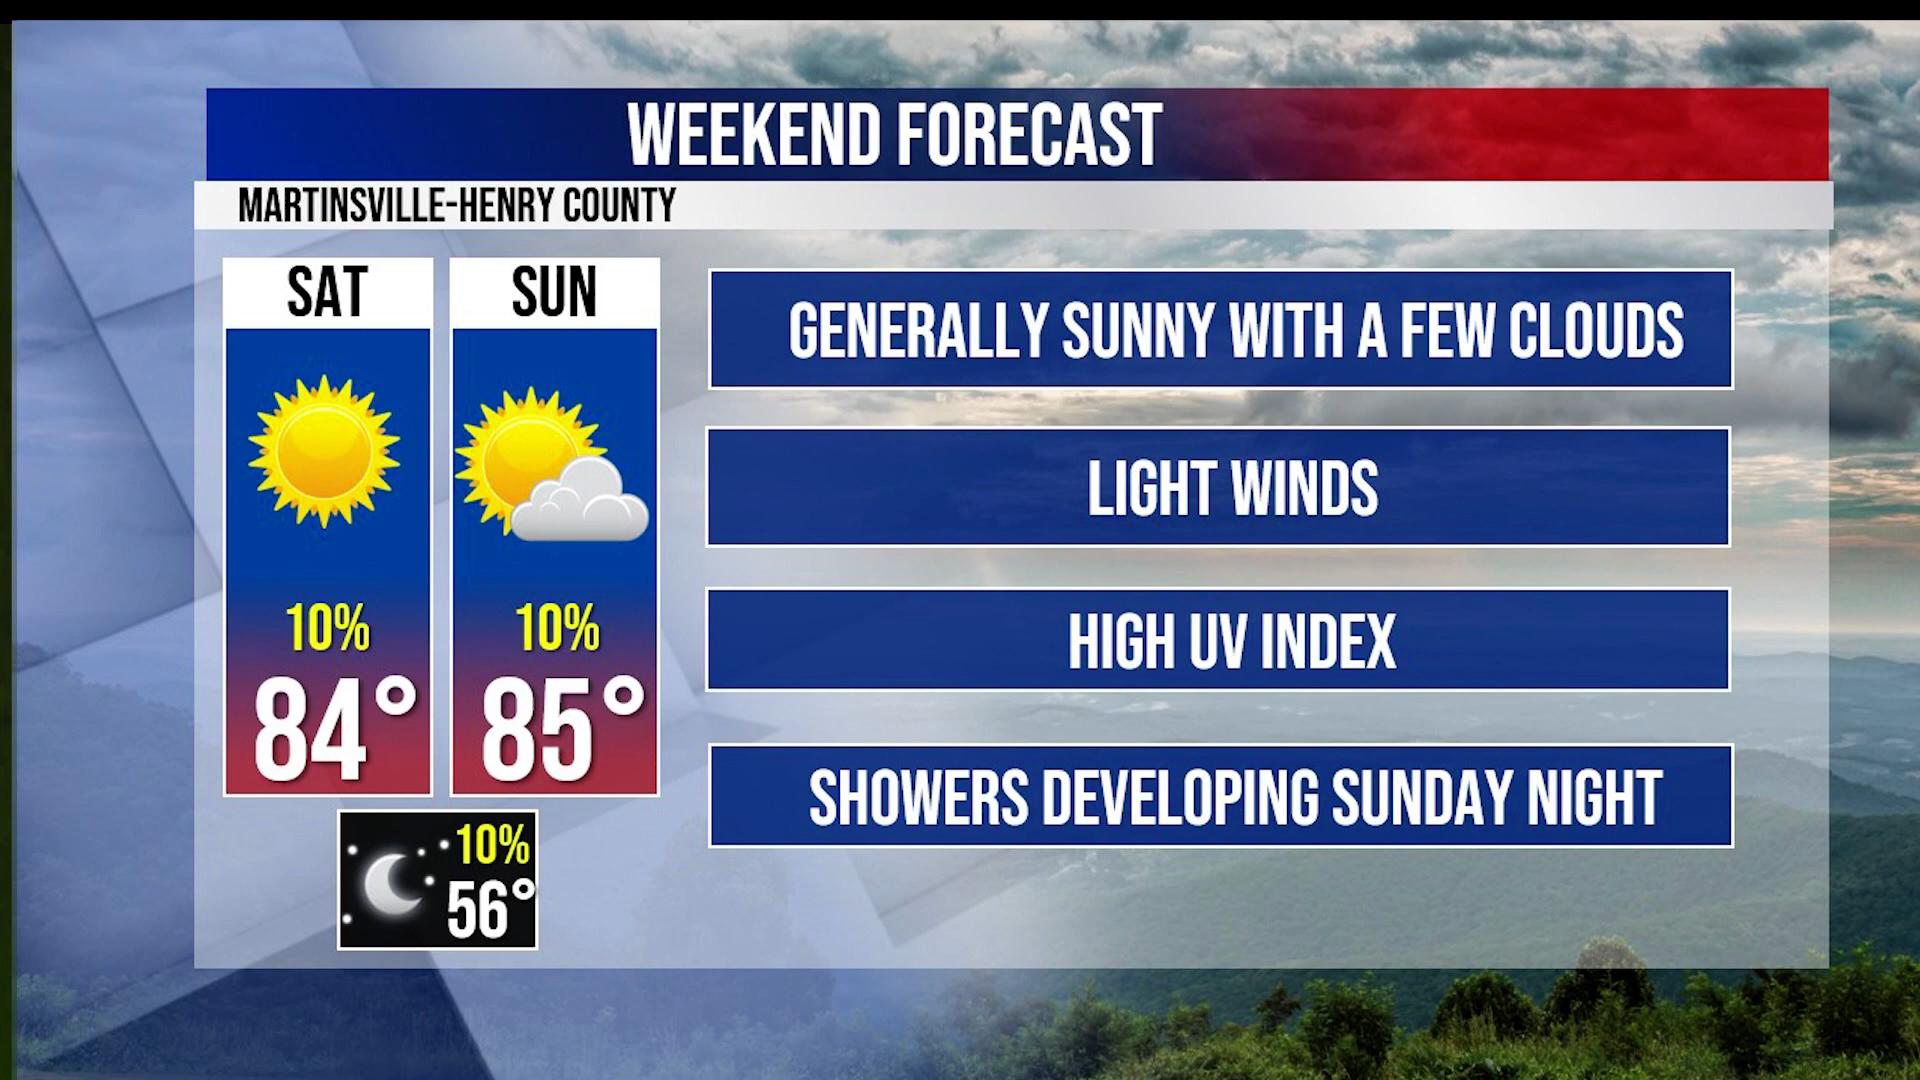 WEEKEND FORECAST
MARTINSVILLE-HENRY COUNTY
SAT
10%
84°
SUN
10%
85°
10%
56°
GENERALLY SUNNY WITH A FEW CLOUDS
LIGHT WINDS
HIGH UV INDEX
SHOWERS DEVELOPING SUNDAY NIGHT